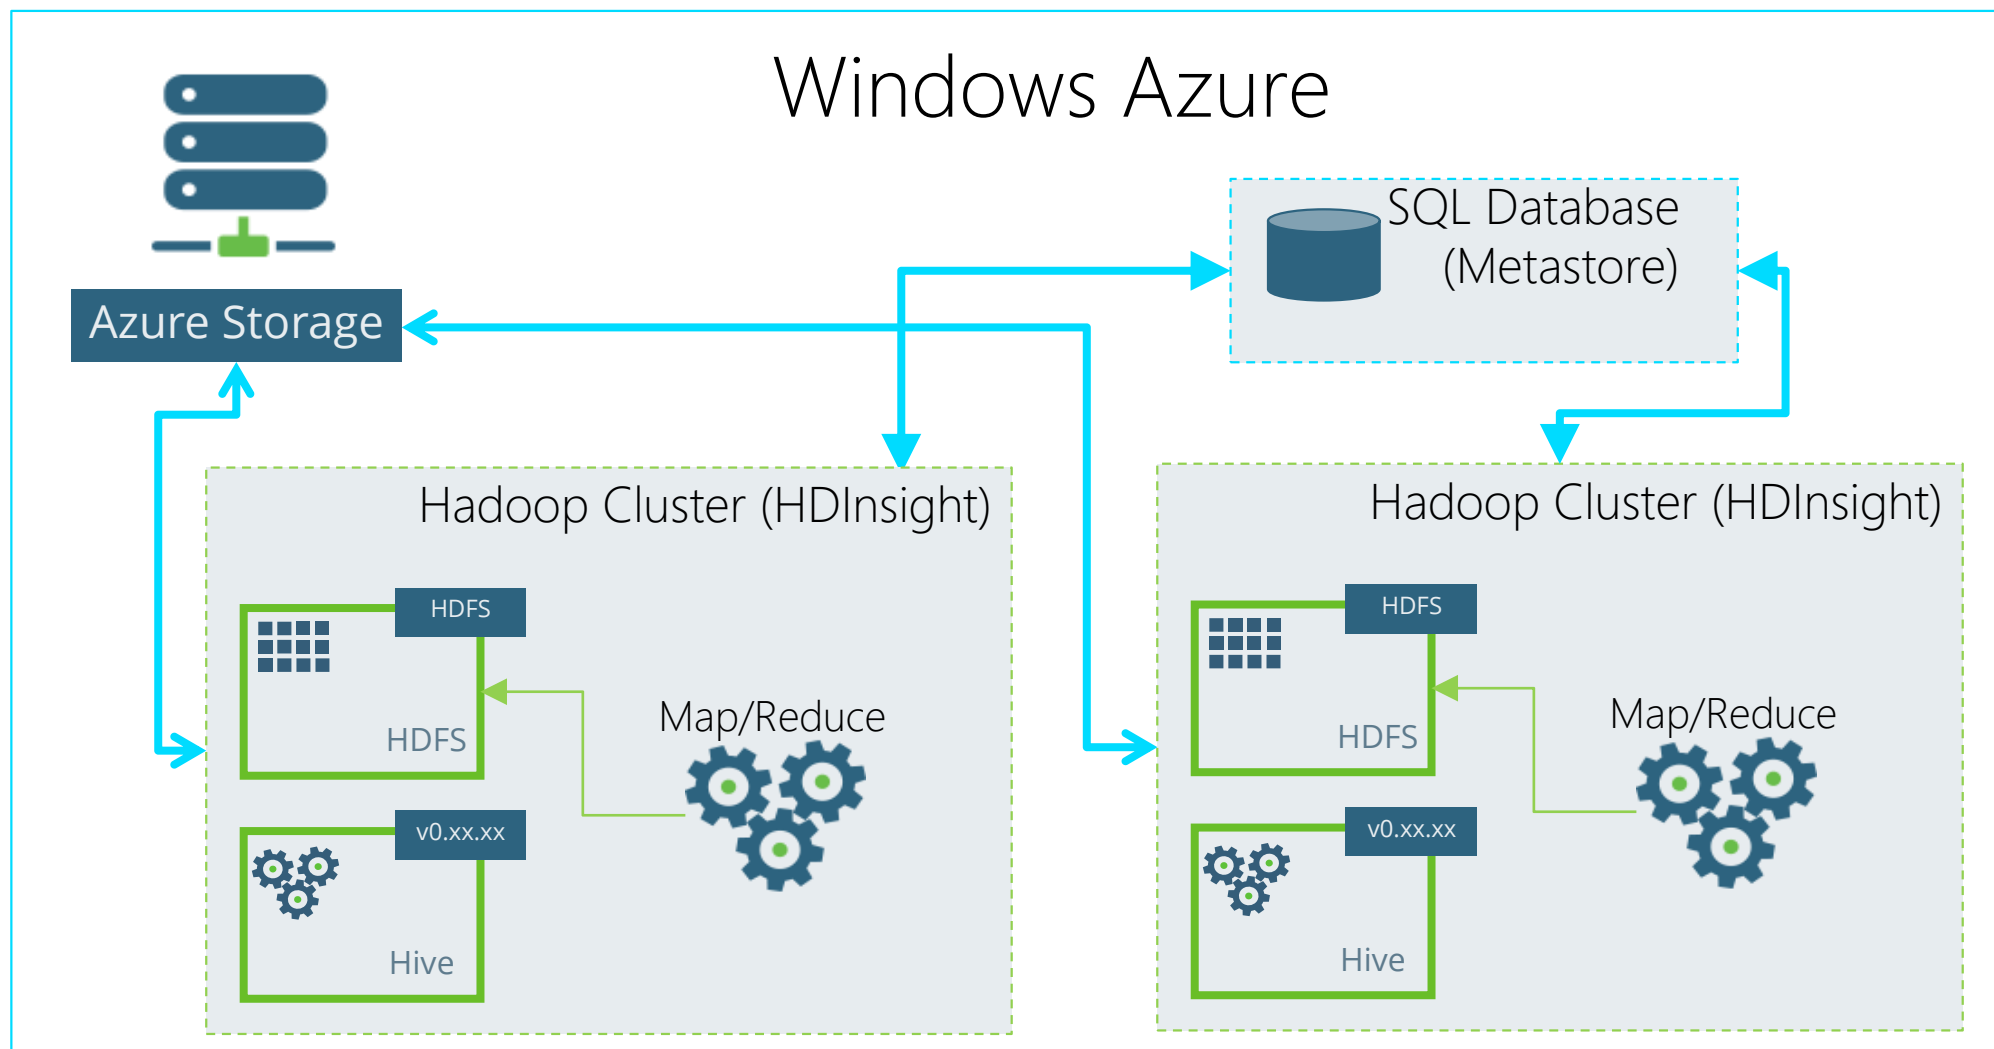 Windows Azure
SQL Database
(Metastore)
Azure Storage
Hadoop Cluster (HDInsight)
HDFS
HDFS
Map/Reduce
v0.xx.xx
Hive
Hadoop Cluster (HDInsight)
HDFS
HDFS
Map/Reduce
v0.xx.xx
Hive